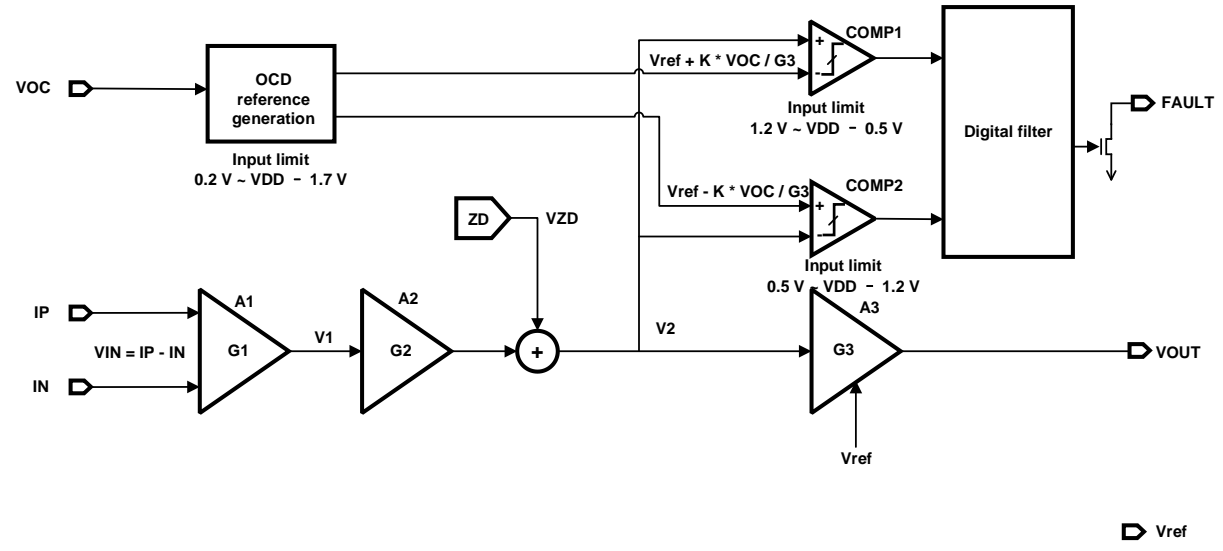 COMP1
+
-
Vref + K * VOC / G3
VOC
OCD
reference
generation
Input limit
0.2 V ~ VDD − 1.7 V
Input limit
1.2 V ~ VDD − 0.5 V
Digital filter
FAULT
Vref - K * VOC / G3
COMP2
+
-
ZD
VZD
Input limit
0.5 V ~ VDD − 1.2 V
IP
A1
A2
A3
VIN = IP - IN
G1
V1
G2
+
V2
G3
VOUT
IN
Vref
Vref